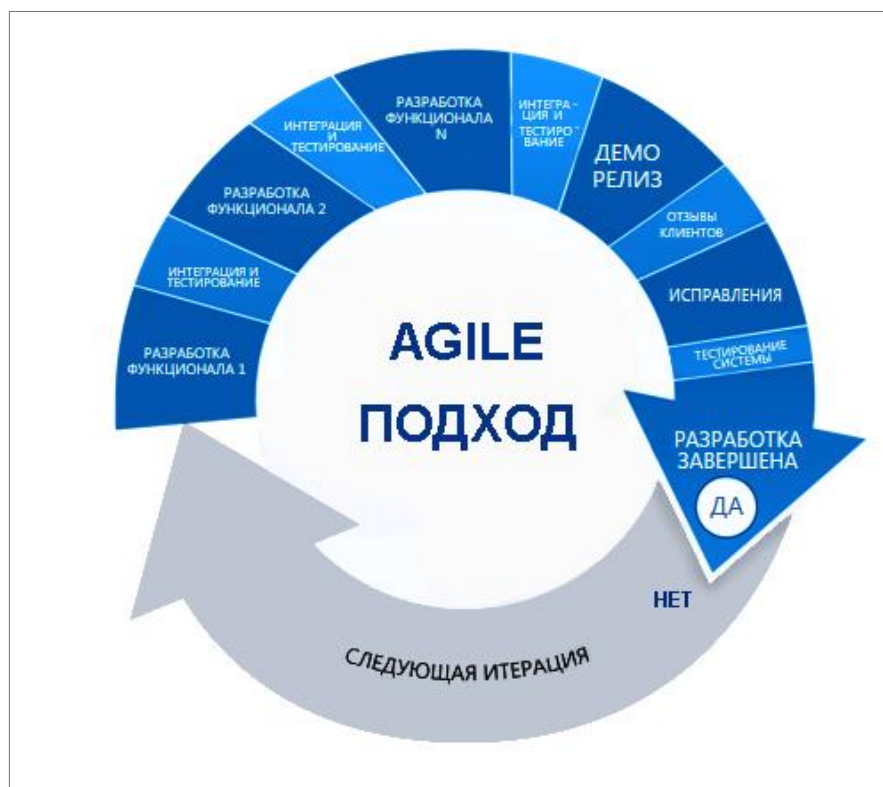 РАЗРАБОТКА
ФУНКЦИОНАЛА 1
ИНТЕГРАЦИЯ И
ТЕСТИРОВАНИЕ
РАЗРАБОТКА
ФУНКЦИОНАЛА 2
ИНТЕГРАЦИЯ
И
ТЕСТИРОВАНИЕ
РАЗРАБОТКА
ФУНКЦИОНАЛА
N
ИНТЕГРА-
ЦИЯ И
ТЕСТИРО-
ВАНИЕ
ДЕМО
РЕЛИЗ
ОТЗЫВЫ
КЛИЕНТОВ
ИСПРАВЛЕНИЯ
ТЕСТИРОВАНИЕ
СИСТЕМЫ
РАЗРАБОТКА
ЗАВЕРШЕНА
ДА
НЕТ
СЛЕДУЮЩАЯ ИТЕРАЦИЯ
AGILE
ПОДХОД